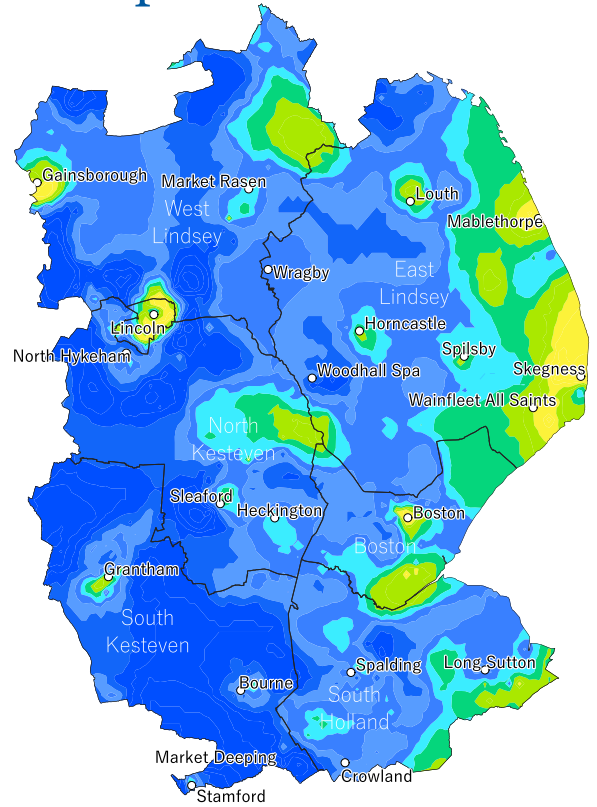 Gainsborough
Market Rasen
West
Lindsey
Louth
Mablethorpe
Wragby
East
Lindsey
Lincoln
Horncastle
North Hykeham
Spilsby
Woodhall Spa
Skegness
Wainfleet All Saints
North
Kesteven
Sleaford
Heckington
Boston
Boston
Grantham
South
Kesteven
Spalding
Long Sutton
Bourne
South
Holland
Market Deeping
Crowland
Stamford